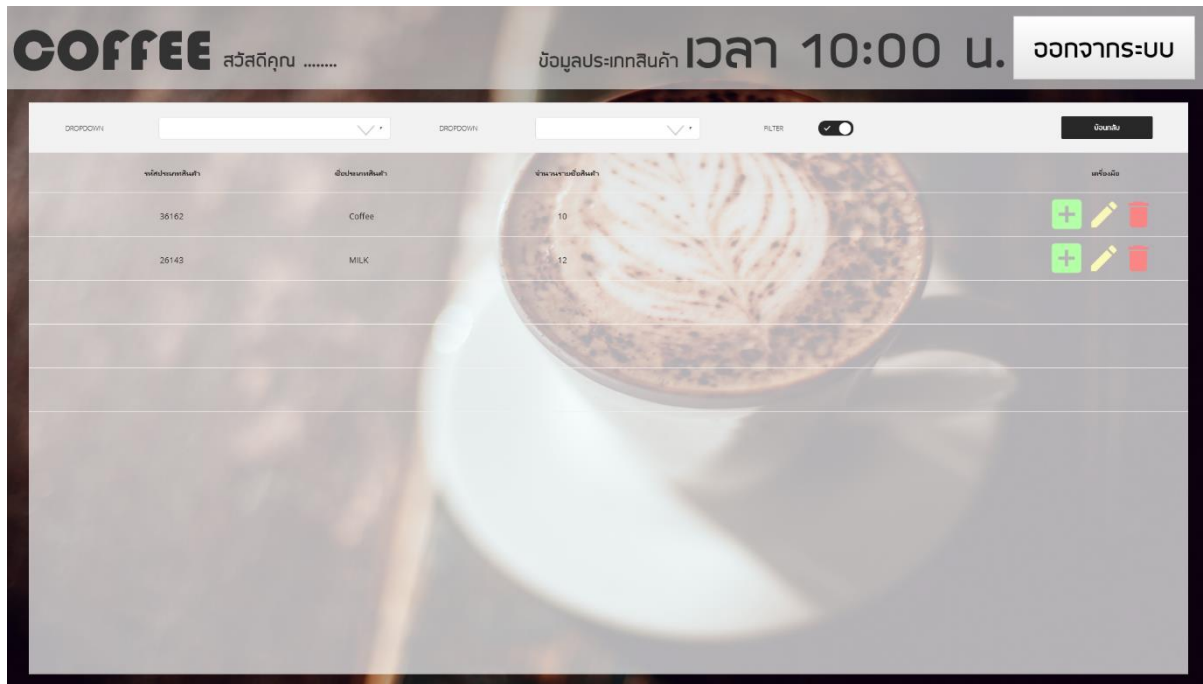 COFFEE สวัสดีคุณ ........ ข้อมูลประเภทสินค้า เวลา 10:00 น. ออกจากระบบ
DROPDOWN DROPDOWN FILTER ย้อนกลับ
รหัสประเภทสินค้า ชื่อประเภทสินค้า จำนวนรายชื่อสินค้า เครื่องมือ
36162 Coffee 10
26143 MILK 12